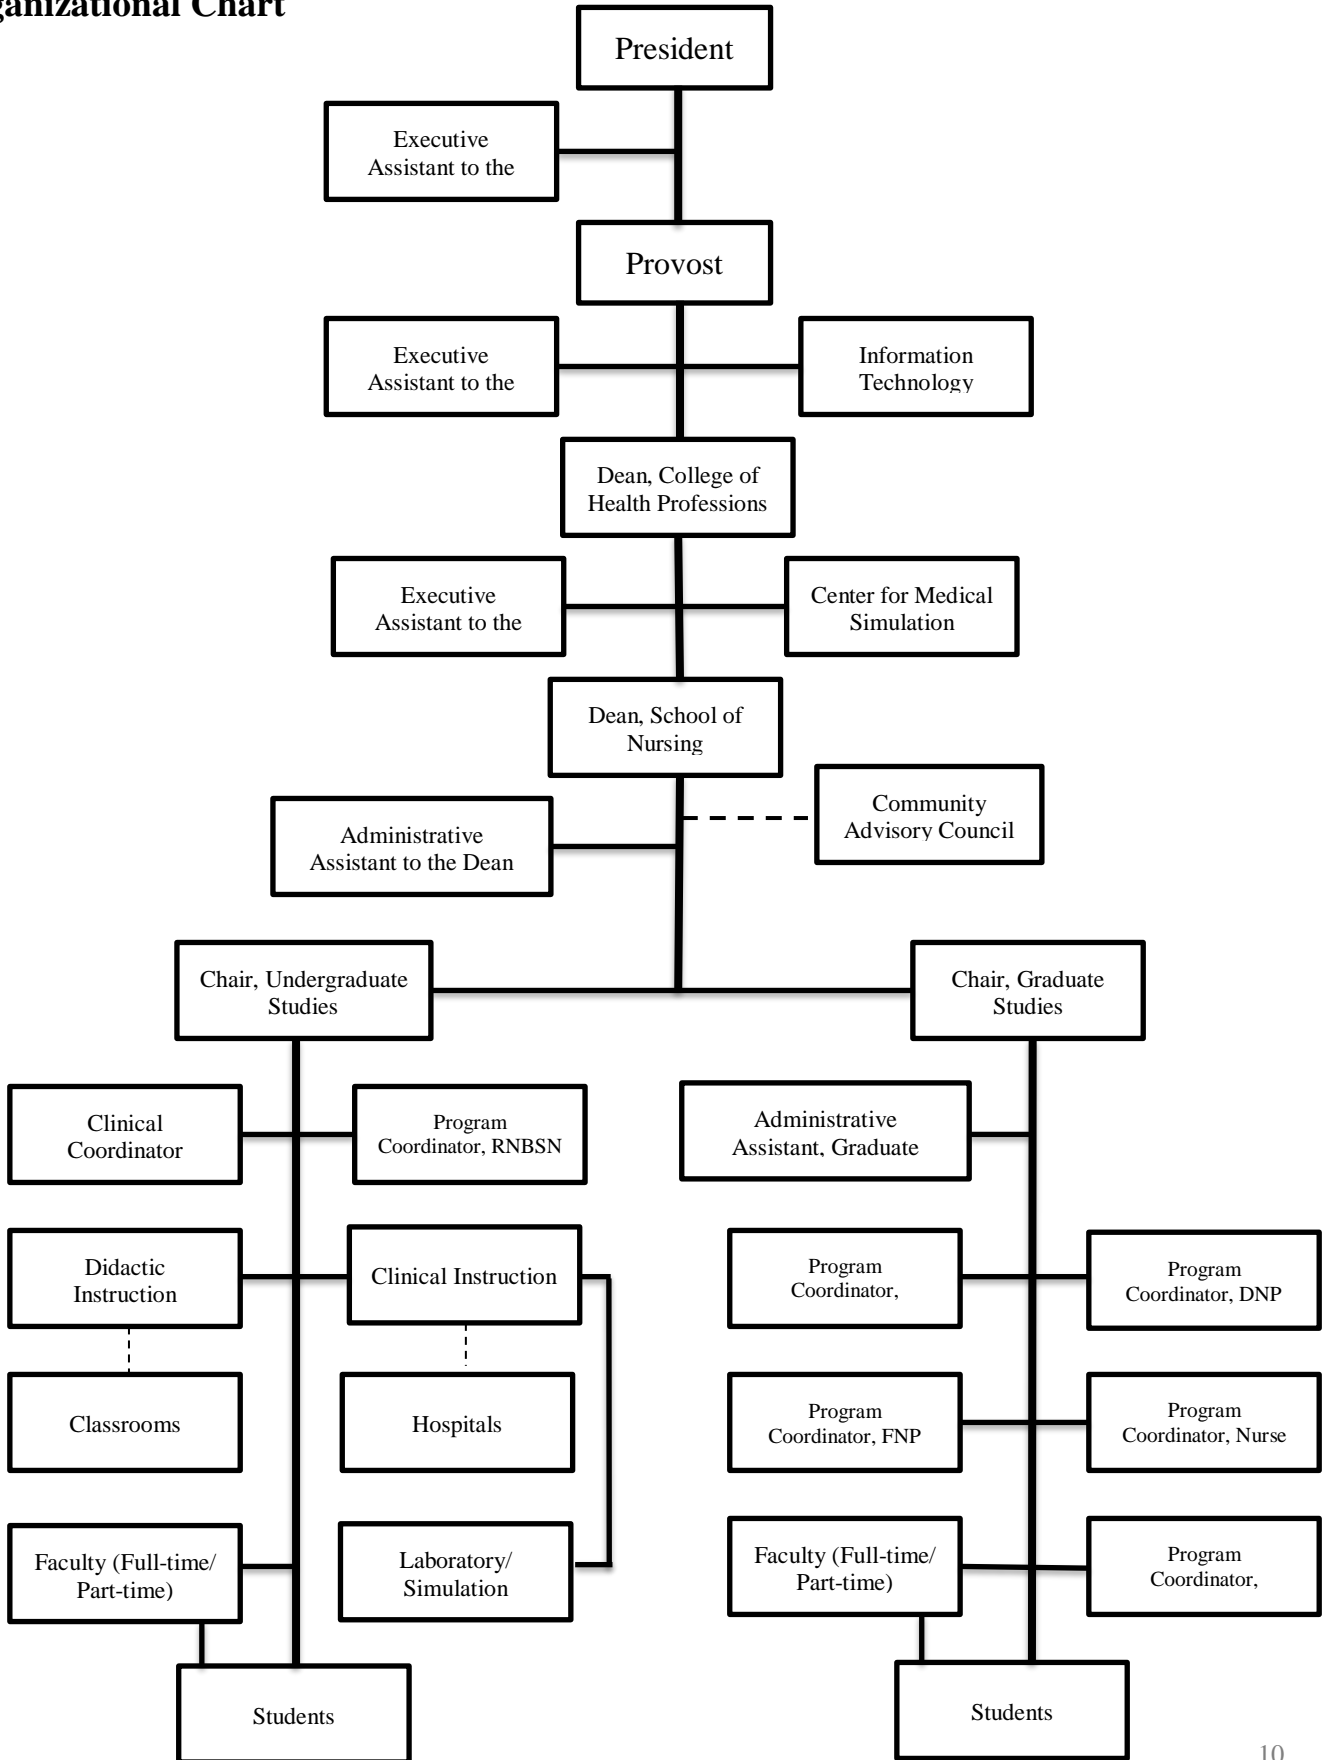 ganizational Chart
President
Executive
Assistant to the
Provost
Executive
Assistant to the
Information
Technology
Dean, College of
Health Professions
Executive
Assistant to the
Center for Medical
Simulation
Dean, School of
Nursing
Community
Advisory Council
Administrative
Assistant to the Dean
Chair, Undergraduate
Studies
Chair, Graduate
Studies
Clinical
Coordinator
Program
Coordinator, RNBSN
Administrative
Assistant, Graduate
Didactic
Instruction
Clinical Instruction
Program
Coordinator,
Program
Coordinator, DNP
Classrooms
Hospitals
Program
Coordinator, FNP
Program
Coordinator, Nurse
Faculty (Full-time/
Part-time)
Laboratory/
Simulation
Faculty (Full-time/
Part-time)
Program
Coordinator,
Students
Students
10